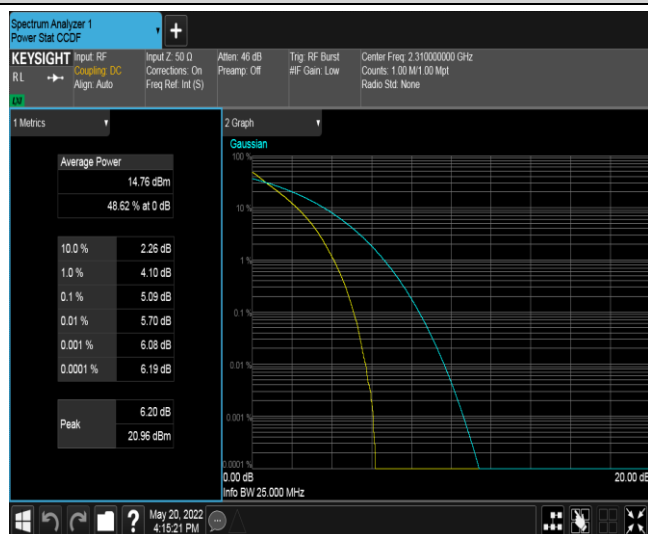 Spectrum Analyzer 1
Power Stat CCDF
+
KEYSIGHT
RL
LXI
Input: RF
Coupling: DC
Align: Auto
Input Z: 50 Ω
Corrections: On
Freq Ref: Int (S)
Atten: 46 dB
Preamp: Off
Trig: RF Burst
#IF Gain: Low
Center Freq: 2.310000000 GHz
Counts: 1.00 M/1.00 Mpt
Radio Std: None
1 Metrics
Average Power
14.76 dBm
48.62 % at 0 dB
10.0 % 2.26 dB
1.0 % 4.10 dB
0.1 % 5.09 dB
0.01 % 5.70 dB
0.001 % 6.08 dB
0.0001 % 6.19 dB
Peak
6.20 dB
20.96 dBm
2 Graph
Gaussian
100 %
10 %
1 %
0.1 %
0.01 %
0.001 %
0.0001 %
0.00 dB 20.00 dB
Info BW 25.000 MHz
?
May 20, 2022
4:15:21 PM